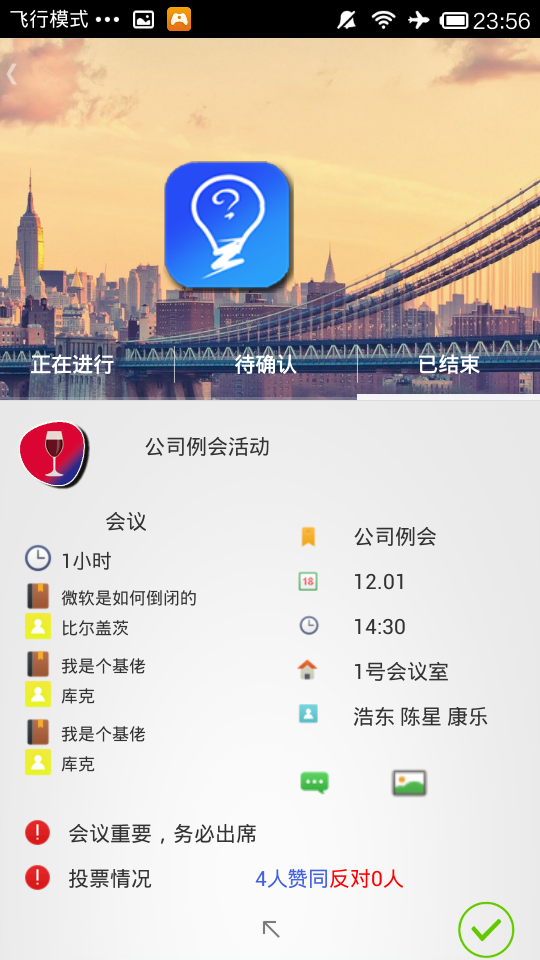 飞行模式 ••• 23:56
正在进行 待确认 已结束
公司例会活动
会议
1小时
微软是如何倒闭的
比尔盖茨
我是个基佬
库克
我是个基佬
库克
公司例会
18 12.01
14:30
1号会议室
浩东 陈星 康乐
会议重要，务必出席
投票情况 4人赞同反对0人